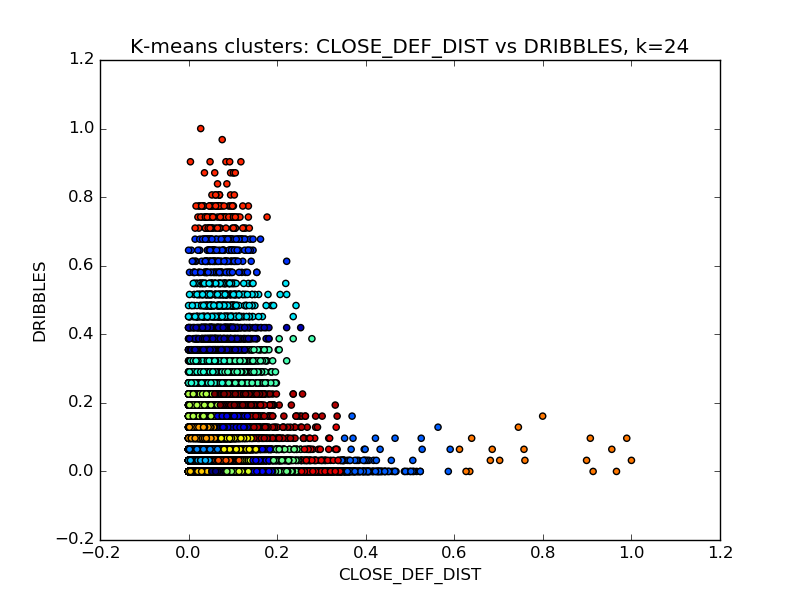 K-means clusters: CLOSE_DEF_DIST vs DRIBBLES, k=24
1.2
1.0
0.8
0.6
0.4
0.2
0.0
−0.2
DRIBBLES
−0.2 0.0 0.2 0.4 0.6 0.8 1.0 1.2
CLOSE_DEF_DIST